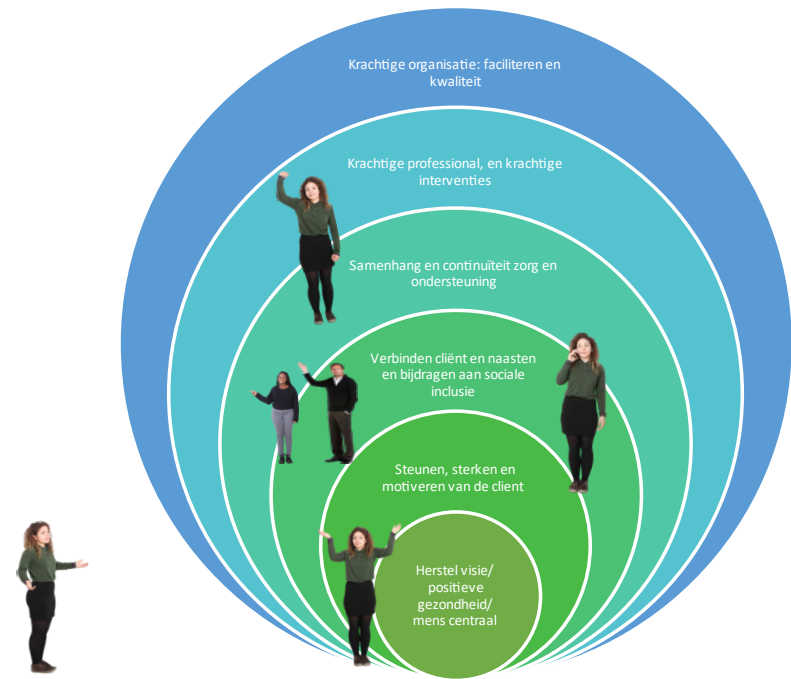 Krachtige organisatie: faciliteren en
kwaliteit
Krachtige professional, en krachtige
interventies
Samenhang en continuïteit zorg en
ondersteuning
Verbinden cliënt en naasten
en bijdragen aan sociale
inclusie
Steunen, sterken en
motiveren van de client
Herstel visie/
positieve
gezondheid/
mens centraal